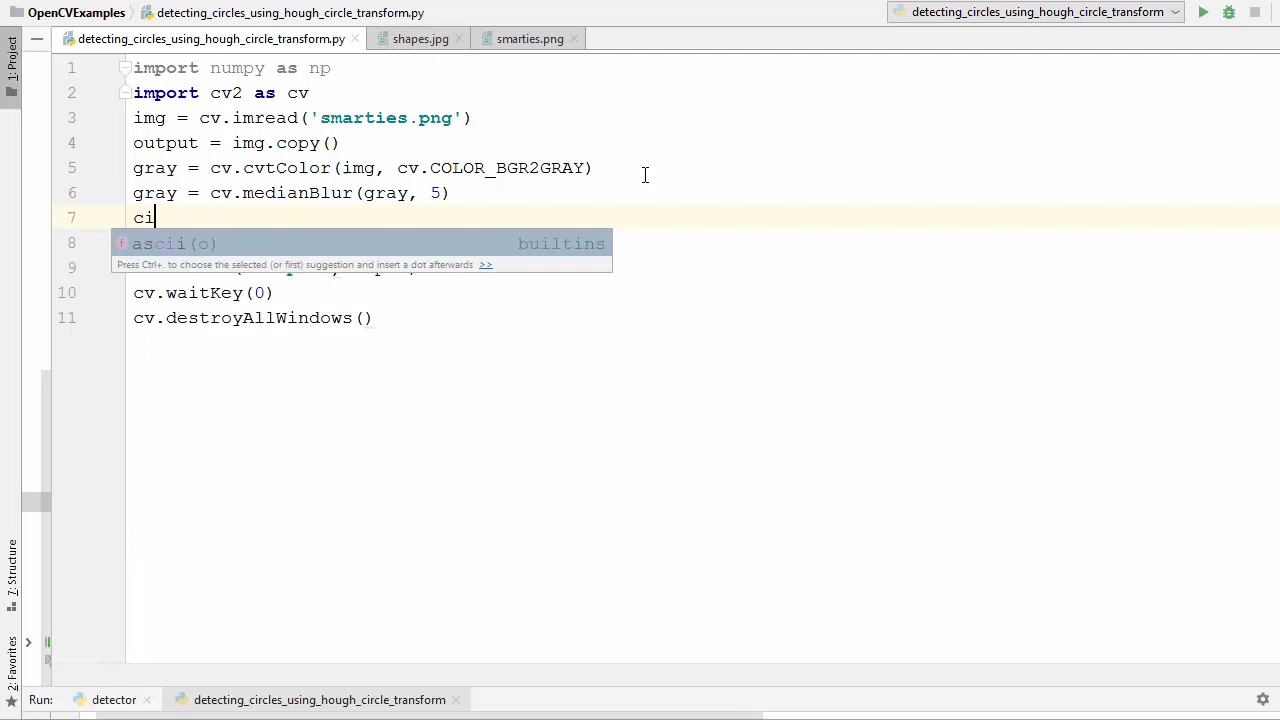 OpenCVExamples detecting_circles_using_hough_circle_transform.py detecting_circles_using_hough_circle_transform
detecting_circles_using_hough_circle_transform.py shapes.jpg smarties.png
1: Project
1 import numpy as np
2 import cv2 as cv
3 img = cv.imread('smarties.png')
4 output = img.copy()
5 gray = cv.cvtColor(img, cv.COLOR_BGR2GRAY)
6 gray = cv.medianBlur(gray, 5)
7 ci
8 ascii(o) builtins
Press Ctrl+. to choose the selected (or first) suggestion and insert a dot afterwards >>
9
10 cv.waitKey(0)
11 cv.destroyAllWindows()
7: Structure
2: Favorites
Run: detector detecting_circles_using_hough_circle_transform